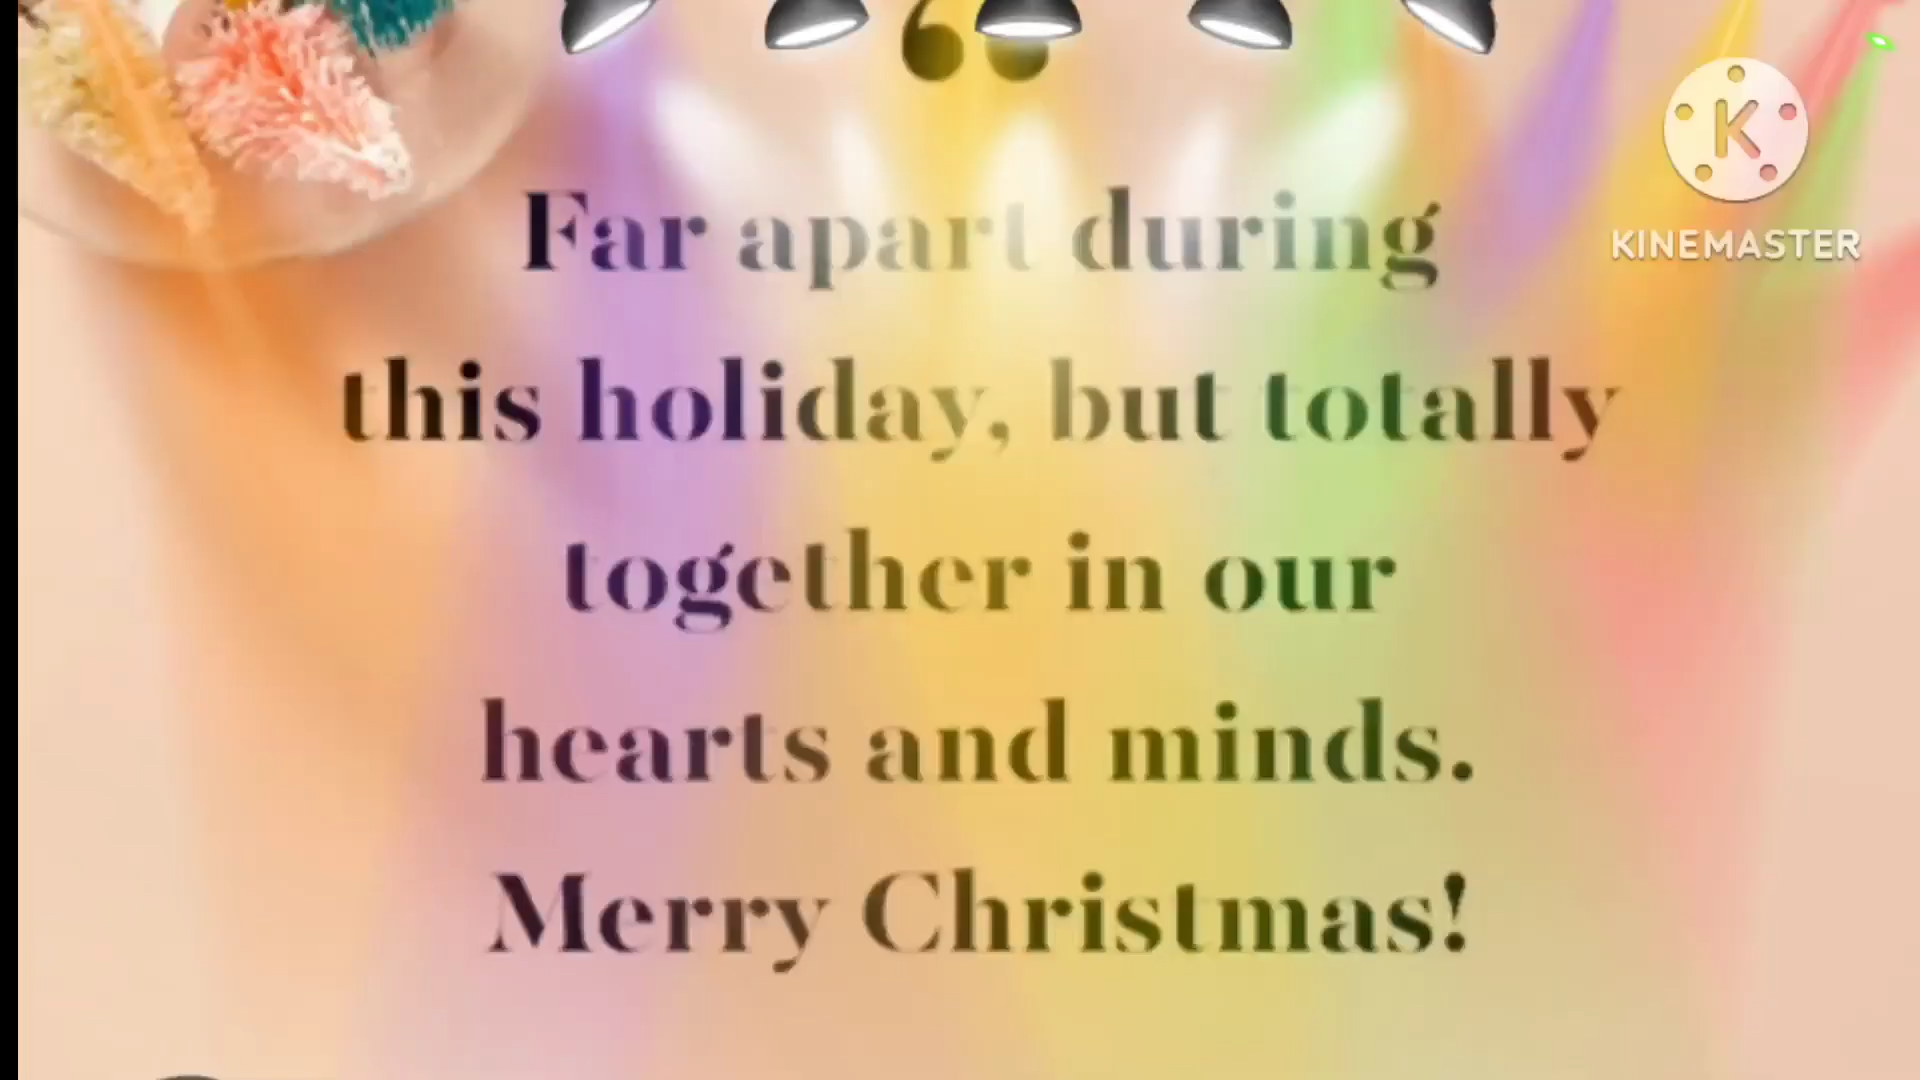 “
K
KINEMASTER
Far apart during
this holiday, but totally
together in our
hearts and minds.
Merry Christmas!